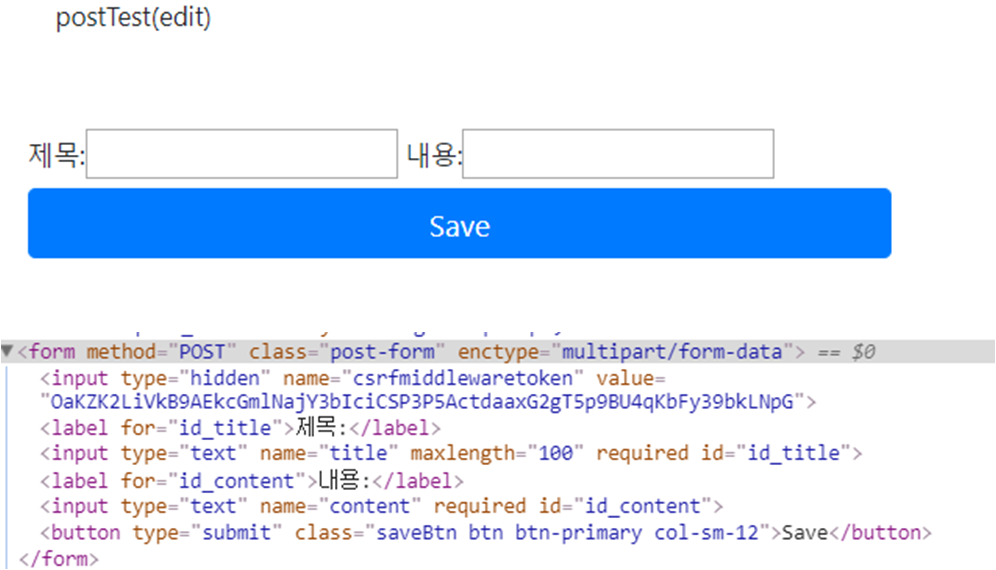 postTest(edit)
제목: 내용:
Save
▼<form method="POST" class="post-form" enctype="multipart/form-data"> == $0
<input type="hidden" name="csrfmiddlewaretoken" value=
"OaKZK2LiVkB9AEkcGmlNajY3bIciCSP3P5ActdaaxG2gT5p9BU4qKbFy39bkLNpG">
<label for="id_title">제목:</label>
<input type="text" name="title" maxlength="100" required id="id_title">
<label for="id_content">내용:</label>
<input type="text" name="content" required id="id_content">
<button type="submit" class="saveBtn btn btn-primary col-sm-12">Save</button>
</form>